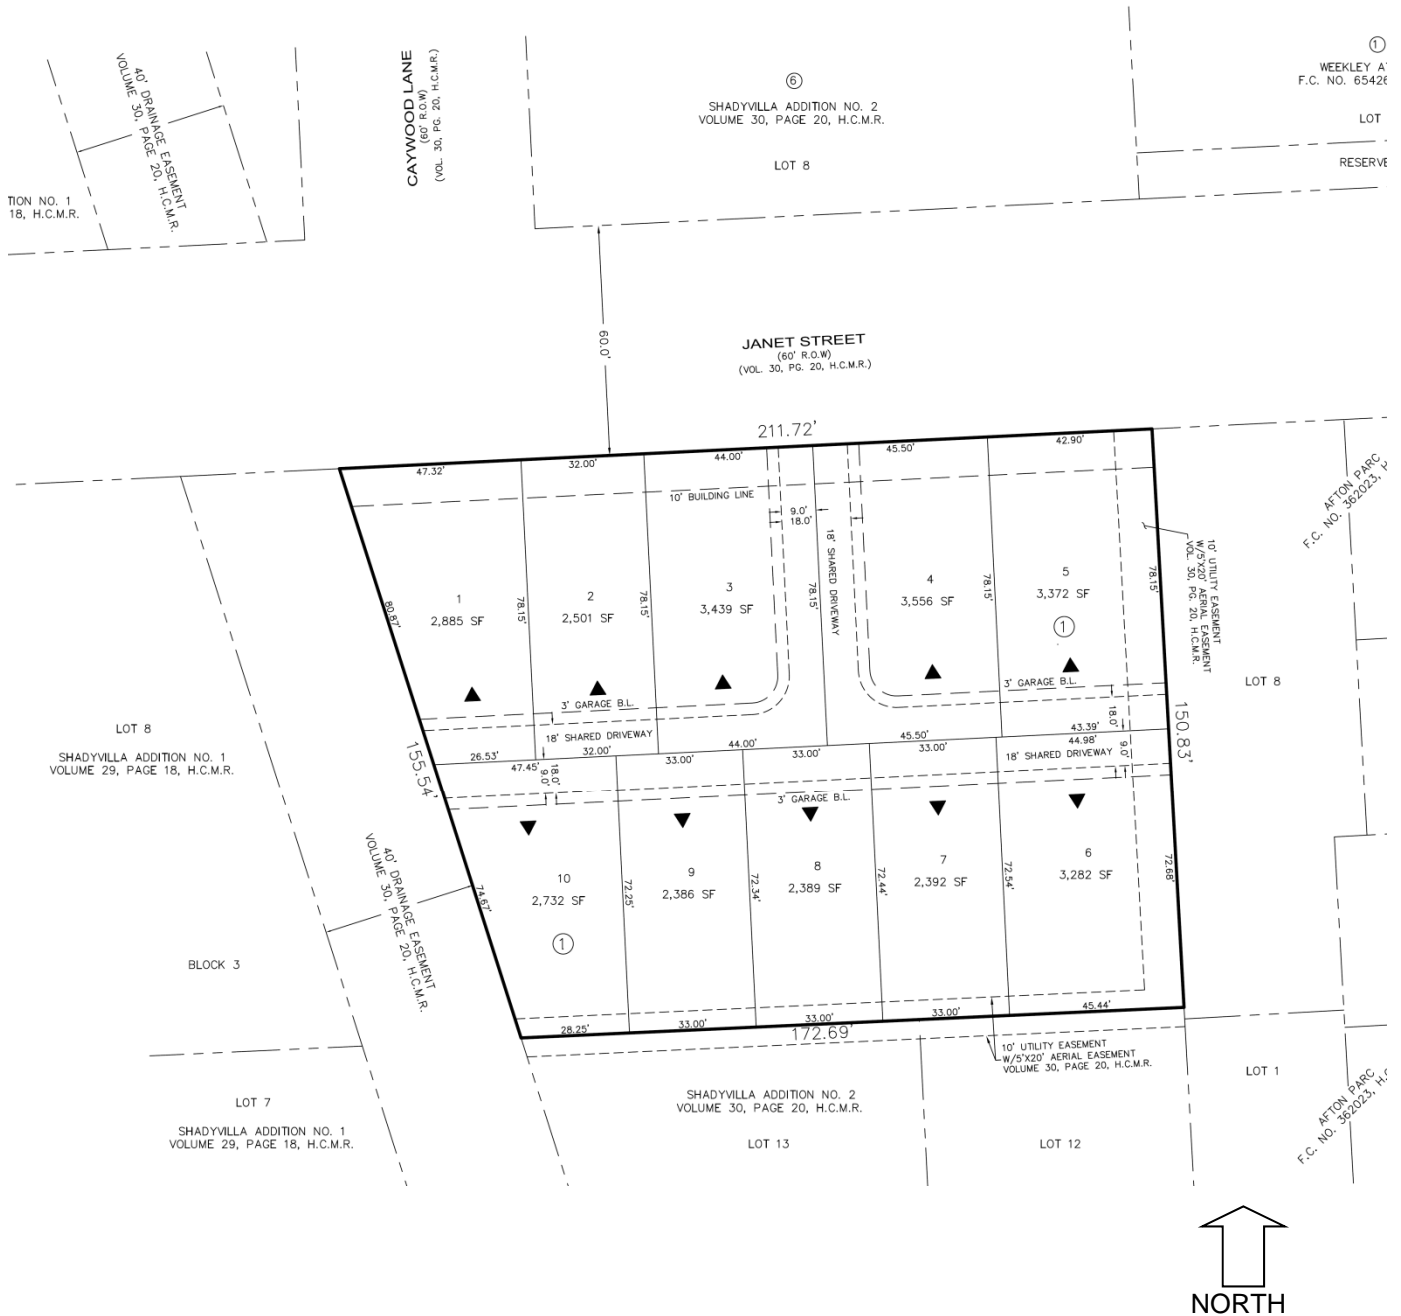 40' DRAINAGE EASEMENT
VOLUME 30, PAGE 20, H.C.M.R.
TION NO. 1
18, H.C.M.R.
CAYWOOD LANE
(60' R.O.W)
(VOL. 30, PG. 20, H.C.M.R.)
6
SHADYVILLA ADDITION NO. 2
VOLUME 30, PAGE 20, H.C.M.R.
LOT 8
1
WEEKLEY
F.C. NO. 65426
LOT
RESERVE
60.0'
JANET STREET
(60' R.O.W)
(VOL. 30, PG. 20, H.C.M.R.)
211.72'
47.32'
32.00'
44.00'
45.50'
42.90'
10' BUILDING LINE
9.0'
18.0'
18' SHARED DRIVEWAY
80.87'
78.15'
78.15'
78.15'
78.15'
78.15'
1
2,885 SF
2
2,501 SF
3
3,439 SF
4
3,556 SF
5
3,372 SF
1
10' UTILITY EASEMENT
W/5'X20' AERIAL EASEMENT
VOL. 30, PG. 20, H.C.M.R.
AFTON PARC
F.C. NO. 362023, H
LOT 8
3' GARAGE B.L.
3' GARAGE B.L.
18' SHARED DRIVEWAY
18.0'
26.53'
32.00'
44.00'
45.50'
43.39'
47.45'
33.00'
33.00'
33.00'
44.98'
18.0'
9.0'
9.0'
18' SHARED DRIVEWAY
3' GARAGE B.L.
155.54'
150.83'
LOT 8
SHADYVILLA ADDITION NO. 1
VOLUME 29, PAGE 18, H.C.M.R.
40' DRAINAGE EASEMENT
VOLUME 30, PAGE 20, H.C.M.R.
BLOCK 3
74.67'
72.25'
72.34'
72.44'
72.54'
72.68'
10
2,732 SF
9
2,386 SF
8
2,389 SF
7
2,392 SF
6
3,282 SF
1
28.25'
33.00'
33.00'
33.00'
45.44'
172.69'
10' UTILITY EASEMENT
W/5'X20' AERIAL EASEMENT
VOLUME 30, PAGE 20, H.C.M.R.
LOT 7
SHADYVILLA ADDITION NO. 1
VOLUME 29, PAGE 18, H.C.M.R.
SHADYVILLA ADDITION NO. 2
VOLUME 30, PAGE 20, H.C.M.R.
LOT 13
LOT 12
LOT 1
AFTON PARC
F.C. NO. 362023, H.C
NORTH